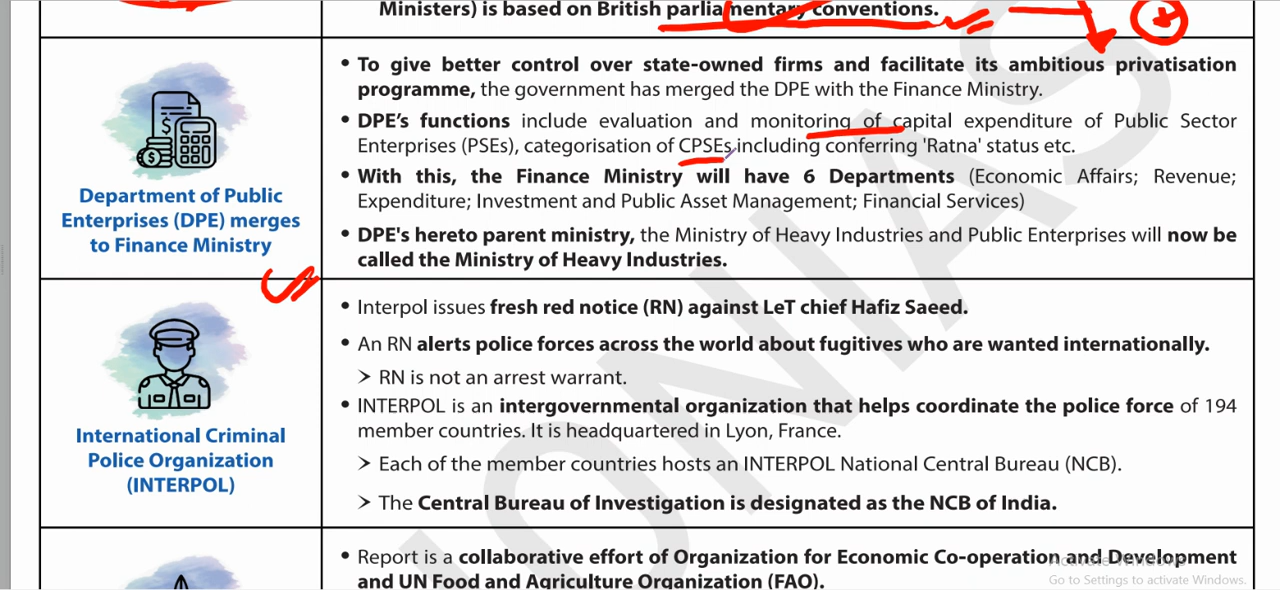 Ministers) is based on British parliamentary conventions.
Department of Public
Enterprises (DPE) merges
to Finance Ministry
• To give better control over state-owned firms and facilitate its ambitious privatisation
programme, the government has merged the DPE with the Finance Ministry.
• DPE's functions include evaluation and monitoring of capital expenditure of Public Sector
Enterprises (PSEs), categorisation of CPSEs including conferring 'Ratna' status etc.
• With this, the Finance Ministry will have 6 Departments (Economic Affairs; Revenue;
Expenditure; Investment and Public Asset Management; Financial Services)
• DPE's hereto parent ministry, the Ministry of Heavy Industries and Public Enterprises will now be
called the Ministry of Heavy Industries.
International Criminal
Police Organization
(INTERPOL)
• Interpol issues fresh red notice (RN) against LeT chief Hafiz Saeed.
• An RN alerts police forces across the world about fugitives who are wanted internationally.
➢ RN is not an arrest warrant.
• INTERPOL is an intergovernmental organization that helps coordinate the police force of 194
member countries. It is headquartered in Lyon, France.
➢ Each of the member countries hosts an INTERPOL National Central Bureau (NCB).
➢ The Central Bureau of Investigation is designated as the NCB of India.
• Report is a collaborative effort of Organization for Economic Co-operation and Development
and UN Food and Agriculture Organization (FAO).
Activate Windows
Go to Settings to activate Windows.